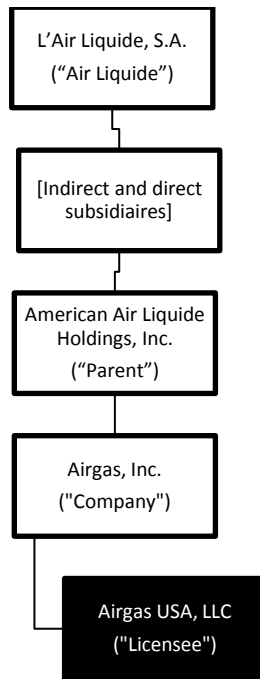 L’Air Liquide, S.A.
(“Air Liquide”)
[Indirect and direct
subsidiaires]
American Air Liquide
Holdings, Inc.
(“Parent”)
Airgas, Inc.
("Company")
Airgas USA, LLC
("Licensee")